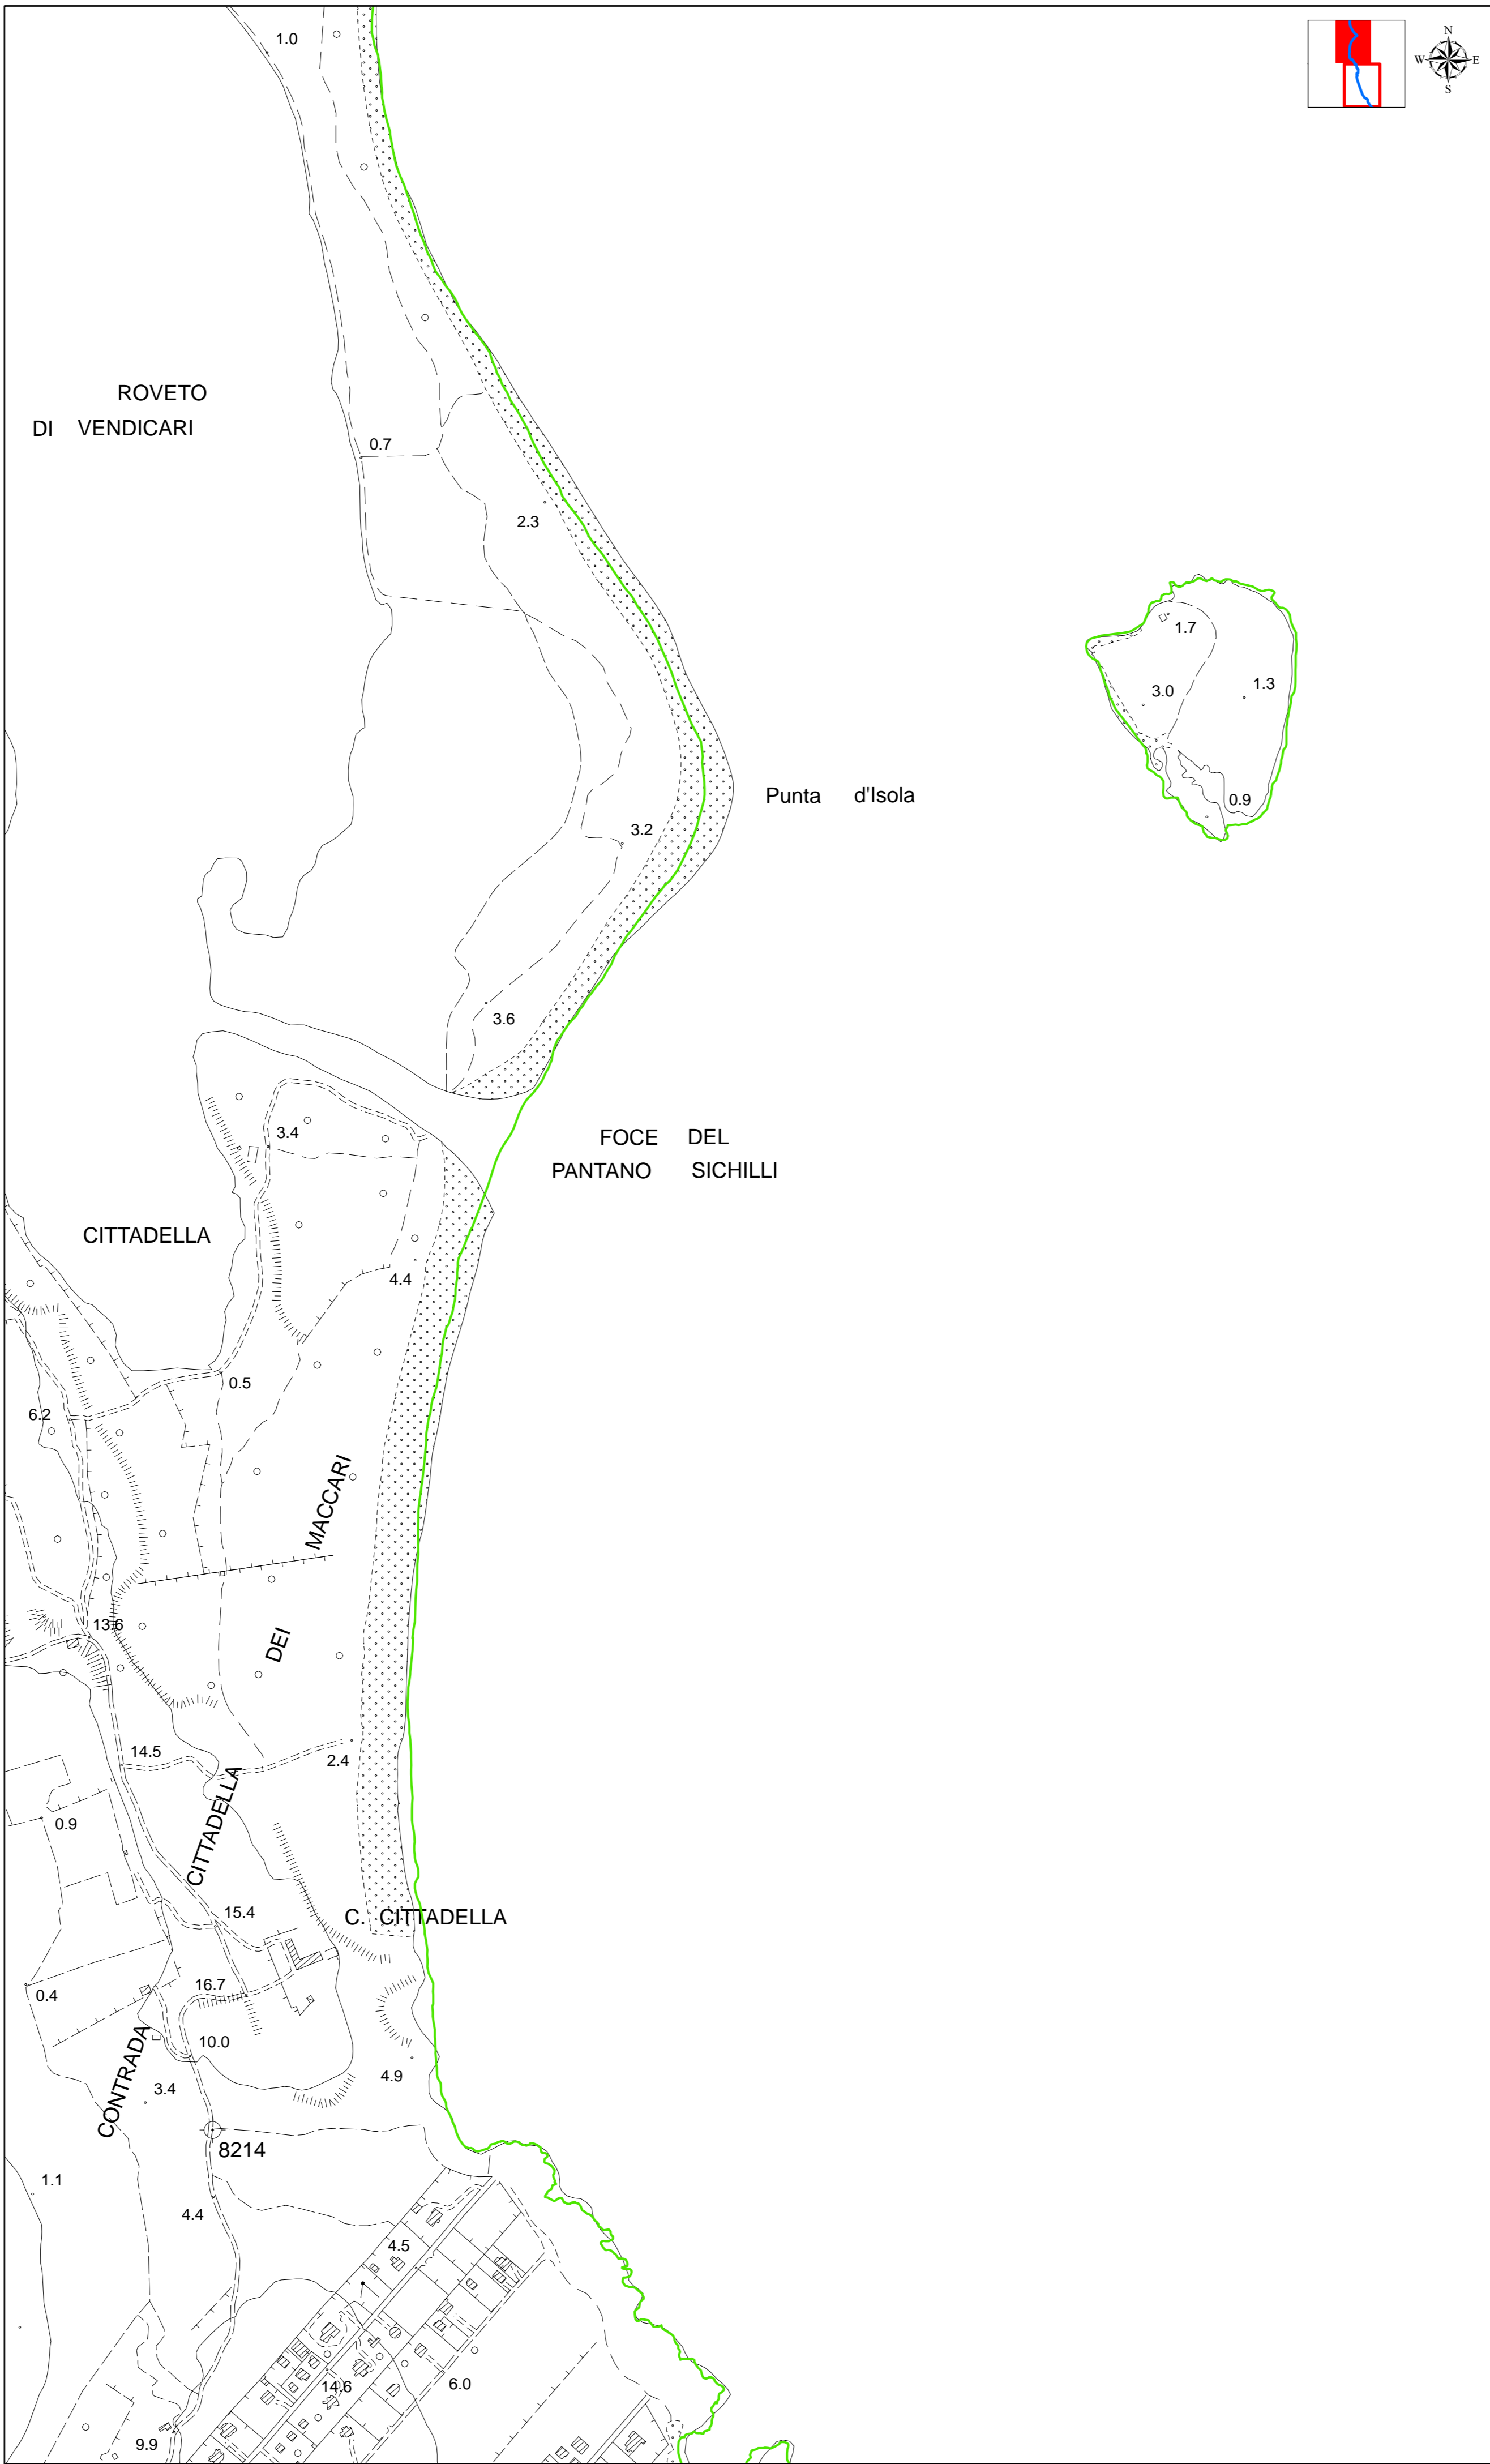 1.0
N
W E
S
ROVETO
DI VENDICARI
0.7
2.3
1.7
3.0
1.3
0.9
Punta d'Isola
3.2
3.6
3.4
FOCE DEL
PANTANO SICHILLI
CITTADELLA
4.4
0.5
6.2
MACCARI
13.6
DEI
14.5
2.4
CITTADELLA
0.9
15.4
C. CITTADELLA
16.7
0.4
10.0
CONTRADA
4.9
3.4
8214
1.1
4.4
4.5
14.6
6.0
9.9